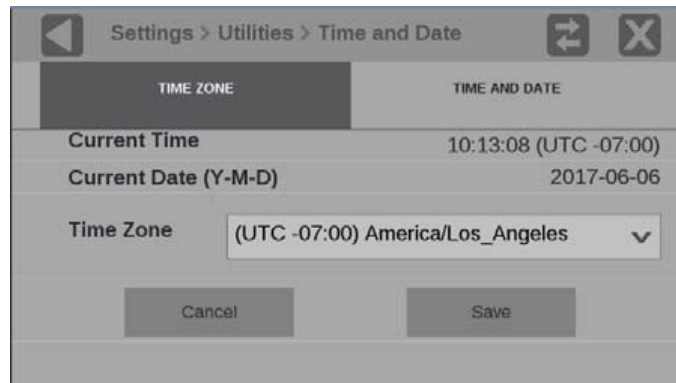 Settings > Utilities > Time and Date
TIME ZONE TIME AND DATE
Current Time 10:13:08 (UTC -07:00)
Current Date (Y-M-D) 2017-06-06
Time Zone (UTC -07:00) America/Los_Angeles
Cancel Save